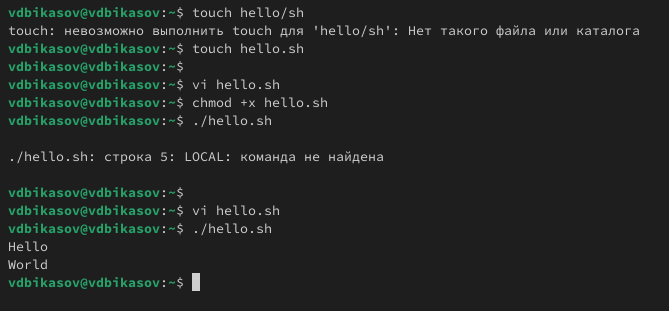 vdbikasov@vdbikasov:~$ touch hello/sh
touch: невозможно выполнить touch для 'hello/sh': Нет такого файла или каталога
vdbikasov@vdbikasov:~$ touch hello.sh
vdbikasov@vdbikasov:~$
vdbikasov@vdbikasov:~$ vi hello.sh
vdbikasov@vdbikasov:~$ chmod +x hello.sh
vdbikasov@vdbikasov:~$ ./hello.sh
./hello.sh: строка 5: LOCAL: команда не найдена
vdbikasov@vdbikasov:~$
vdbikasov@vdbikasov:~$ vi hello.sh
vdbikasov@vdbikasov:~$ ./hello.sh
Hello
World
vdbikasov@vdbikasov:~$